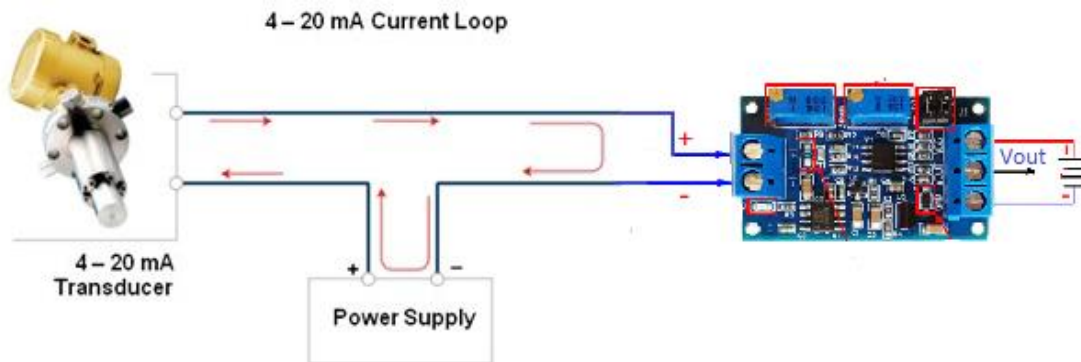 4 – 20 mA Current Loop
+
-
Vout
-
4 – 20 mA
Transducer
+ –
Power Supply